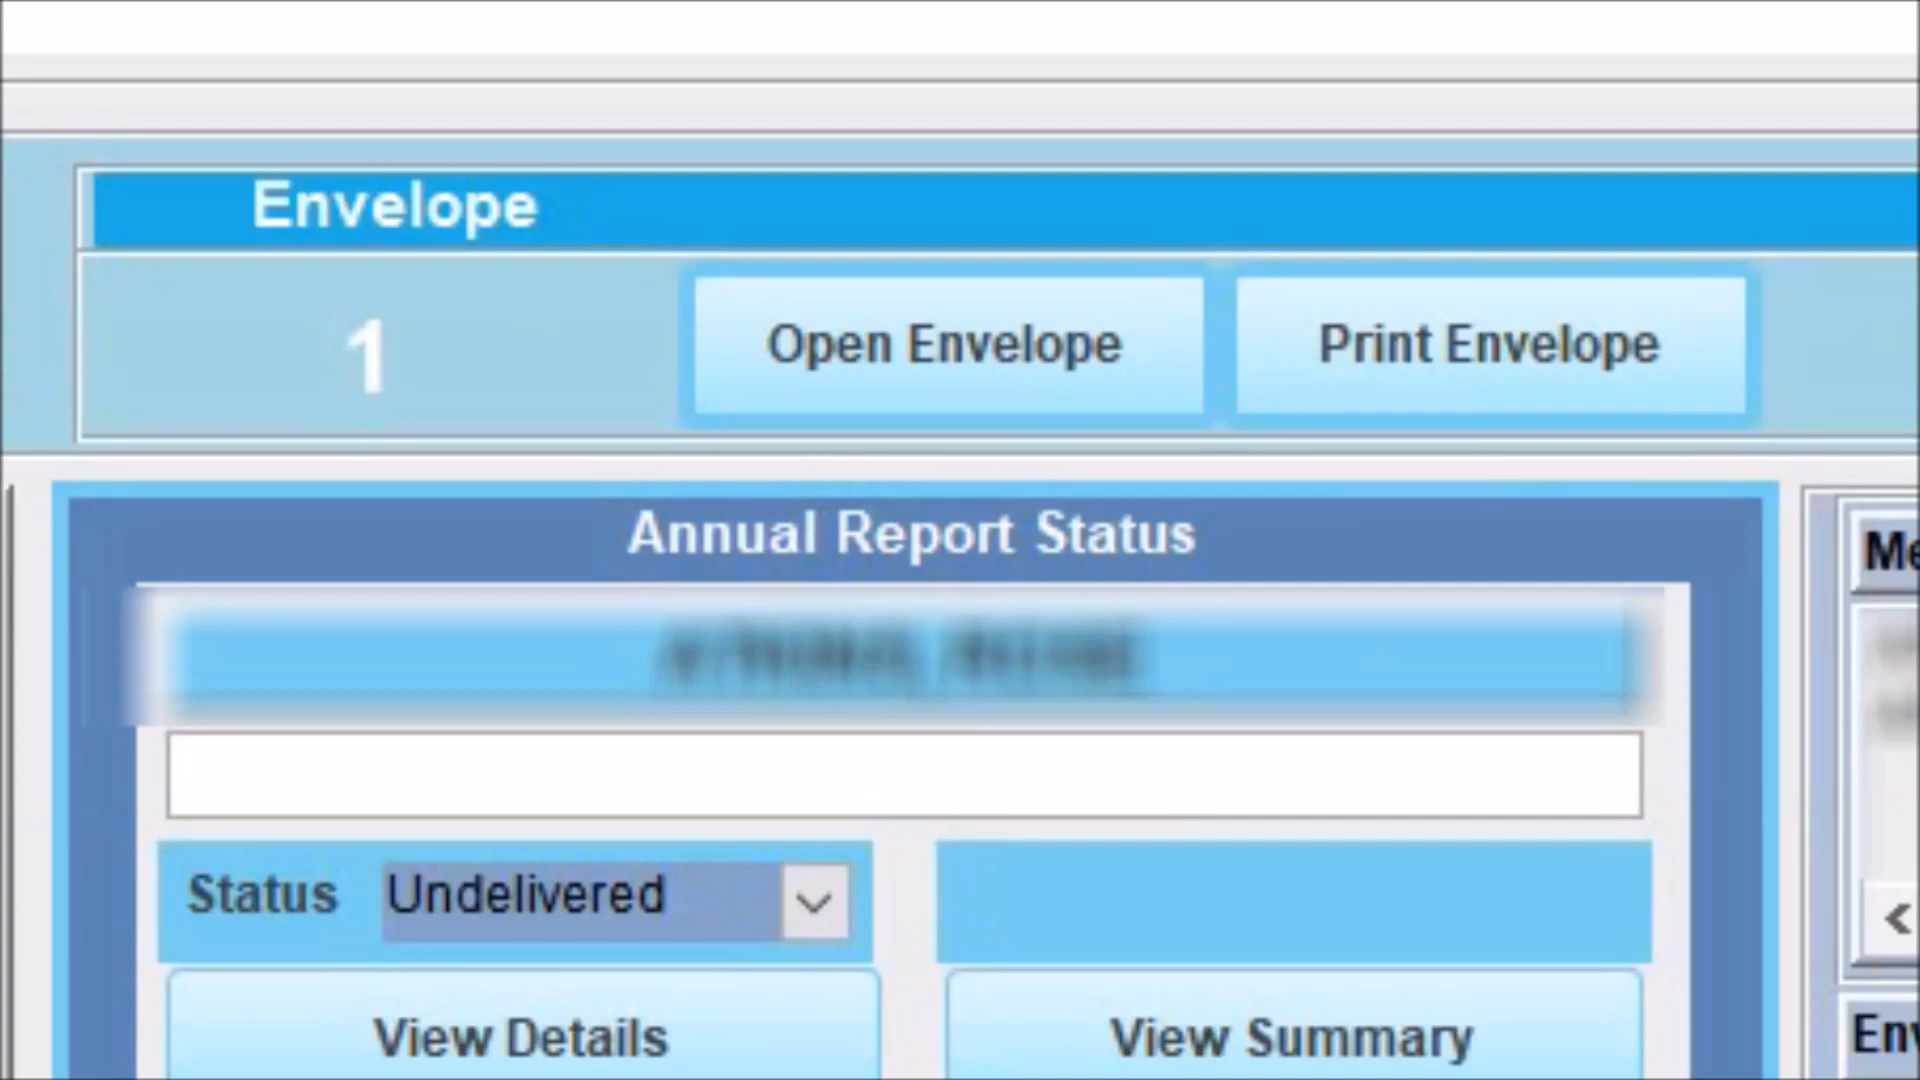 Envelope
1
Open Envelope
Print Envelope
Annual Report Status
Status
Undelivered
View Details
View Summary